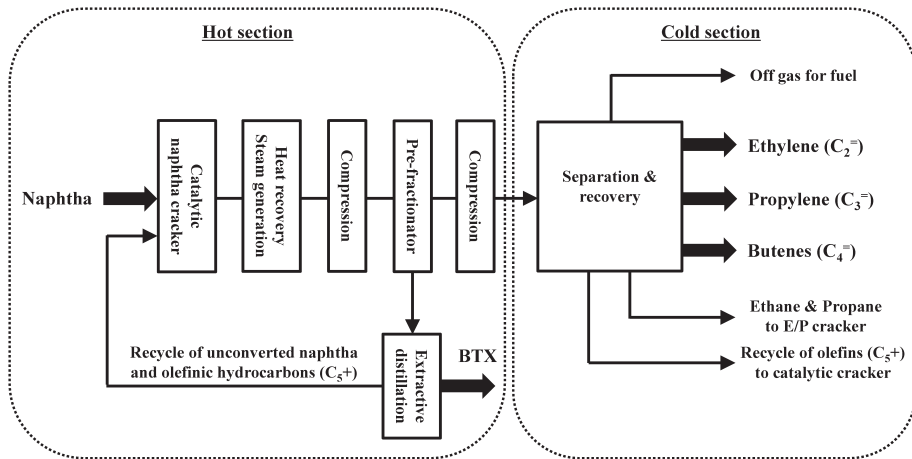 Hot section
Cold section
Off gas for fuel
Naphtha
Catalytic
naphtha cracker
Heat recovery
Steam generation
Compression
Pre-fractionator
Compression
Separation &
recovery
Ethylene (C₂⁼)
Propylene (C₃⁼)
Butenes (C₄⁼)
Ethane & Propane
to E/P cracker
Recycle of olefins (C₅+)
to catalytic cracker
Recycle of unconverted naphtha
and olefinic hydrocarbons (C₅+)
Extractive
distillation
BTX